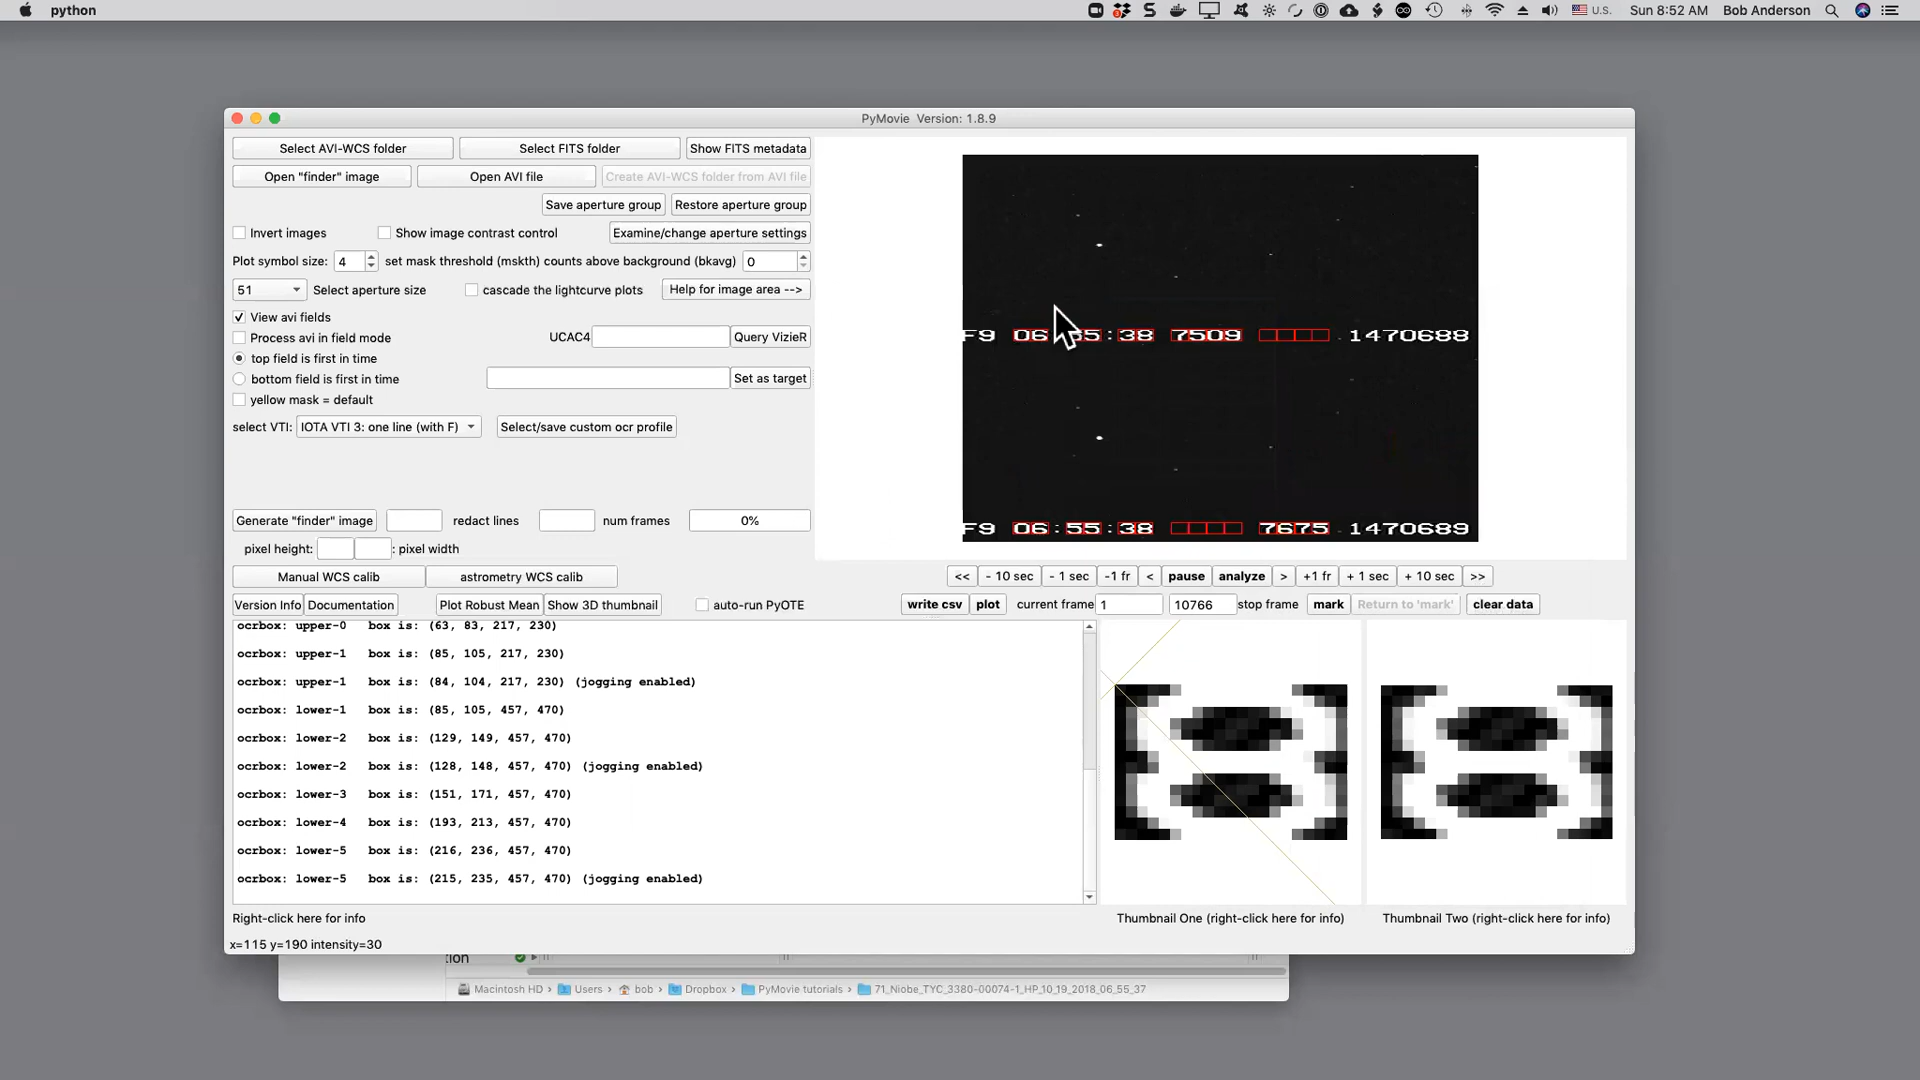 python
U.S.
Sun 8:52 AM
Bob Anderson
PyMovie Version: 1.8.9
Select AVI-WCS folder
Select FITS folder
Show FITS metadata
Open "finder" image
Open AVI file
Create AVI-WCS folder from AVI file
Save aperture group
Restore aperture group
Invert images
Show image contrast control
Examine/change aperture settings
Plot symbol size: 4
set mask threshold (mskth) counts above background (bkavg) 0
51
Select aperture size
cascade the lightcurve plots
Help for image area -->
View avi fields
Process avi in field mode
UCAC4
Query VizieR
top field is first in time
bottom field is first in time
Set as target
yellow mask = default
select VTI: IOTA VTI 3: one line (with F)
Select/save custom ocr profile
Generate "finder" image
redact lines
num frames
0%
pixel height:
: pixel width
Manual WCS calib
astrometry WCS calib
Version Info
Documentation
Plot Robust Mean
Show 3D thumbnail
auto-run PyOTE
F9 06:55:38 7509 1470688
F9 06:55:38 7675 1470689
<<
- 10 sec
- 1 sec
-1 fr
<
pause
analyze
>
+1 fr
+ 1 sec
+ 10 sec
>>
write csv
plot
current frame 1
10766 stop frame
mark
Return to 'mark'
clear data
ocrbox: upper-0 box is: (63, 83, 217, 230)
ocrbox: upper-1 box is: (85, 105, 217, 230)
ocrbox: upper-1 box is: (84, 104, 217, 230) (jogging enabled)
ocrbox: lower-1 box is: (85, 105, 457, 470)
ocrbox: lower-2 box is: (129, 149, 457, 470)
ocrbox: lower-2 box is: (128, 148, 457, 470) (jogging enabled)
ocrbox: lower-3 box is: (151, 171, 457, 470)
ocrbox: lower-4 box is: (193, 213, 457, 470)
ocrbox: lower-5 box is: (216, 236, 457, 470)
ocrbox: lower-5 box is: (215, 235, 457, 470) (jogging enabled)
Right-click here for info
Thumbnail One (right-click here for info)
Thumbnail Two (right-click here for info)
x=115 y=190 intensity=30
tion
Macintosh HD › Users › bob › Dropbox › PyMovie tutorials › 71_Niobe_TYC_3380-00074-1_HP_10_19_2018_06_55_37